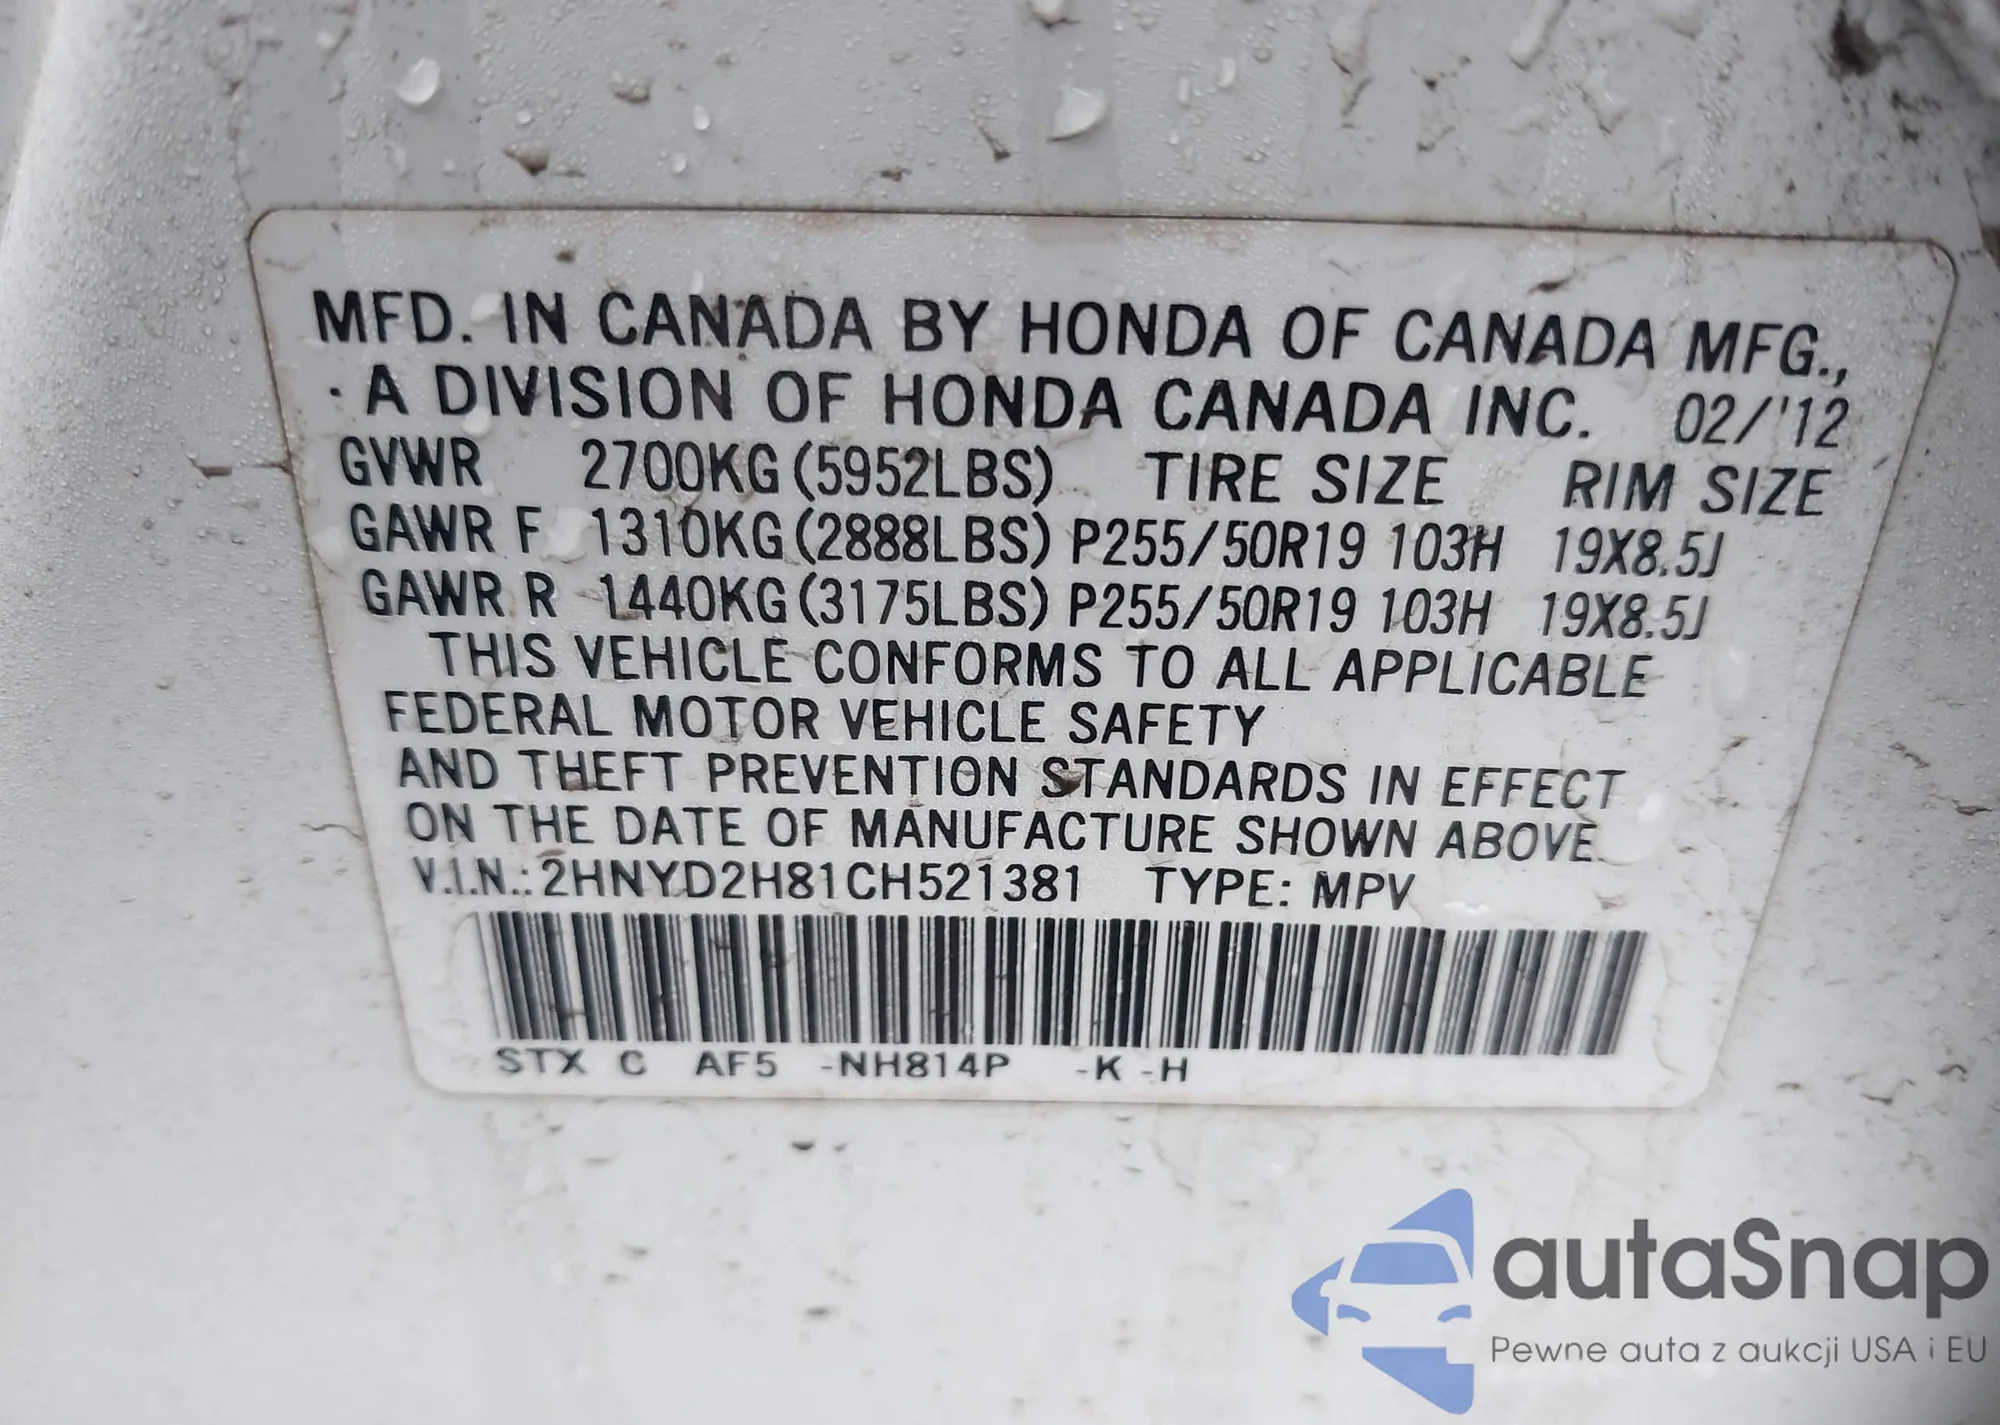 MFD. IN CANADA BY HONDA OF CANADA MFG.,
A DIVISION OF HONDA CANADA INC. 02/'12
GVWR 2700KG (5952LBS) TIRE SIZE RIM SIZE
GAWR F 1310KG (2888LBS) P255/50R19 103H 19X8.5J
GAWR R 1440KG (3175LBS) P255/50R19 103H 19X8.5J
THIS VEHICLE CONFORMS TO ALL APPLICABLE
FEDERAL MOTOR VEHICLE SAFETY
AND THEFT PREVENTION STANDARDS IN EFFECT
ON THE DATE OF MANUFACTURE SHOWN ABOVE.
V.I.N.: 2HNYD2H81CH521381 TYPE: MPV
STX C AF5 -NH814P -K -H
autaSnap
Pewne auta z aukcji USA i EU